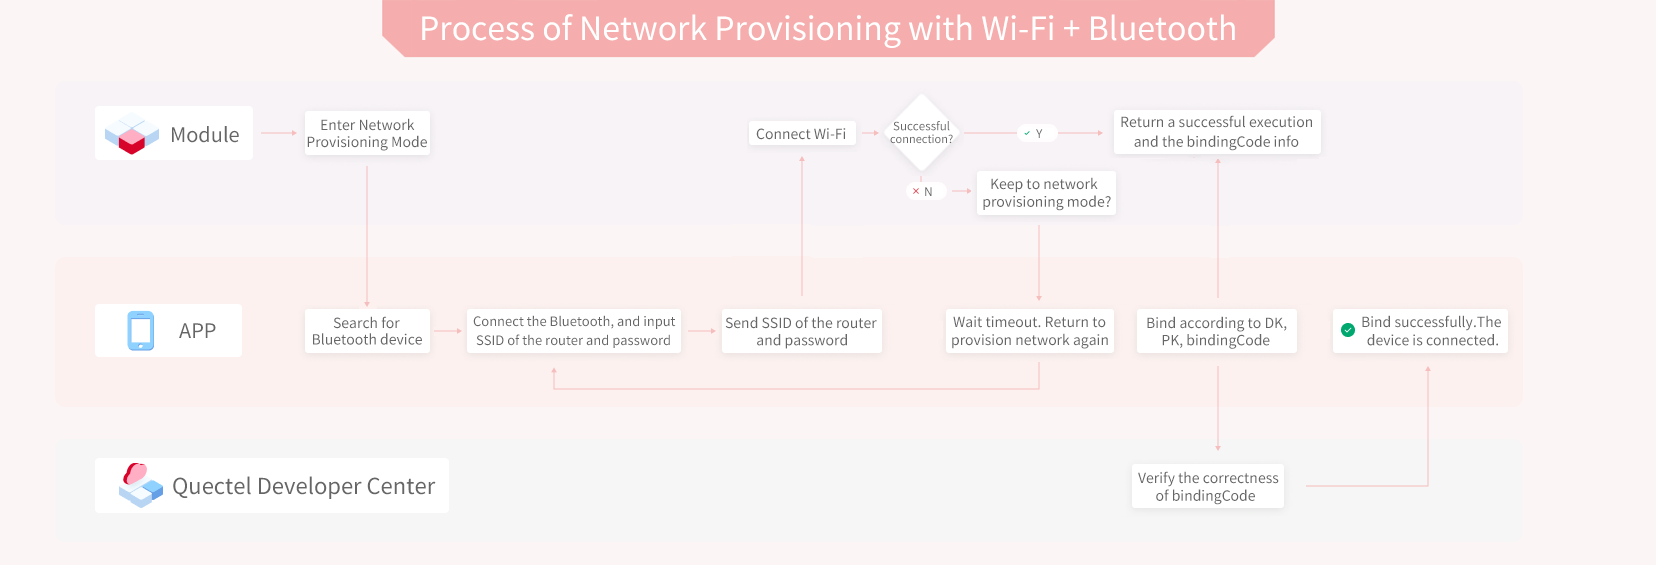 Process of Network Provisioning with Wi-Fi + Bluetooth
Module
Enter Network
Provisioning Mode
Connect Wi-Fi
Successful
connection?
Y
Return a successful execution
and the bindingCode info
N
Keep to network
provisioning mode?
APP
Search for
Bluetooth device
Connect the Bluetooth, and input
SSID of the router and password
Send SSID of the router
and password
Wait timeout. Return to
provision network again
Bind according to DK,
PK, bindingCode
Bind successfully.The
device is connected.
Quectel Developer Center
Verify the correctness
of bindingCode